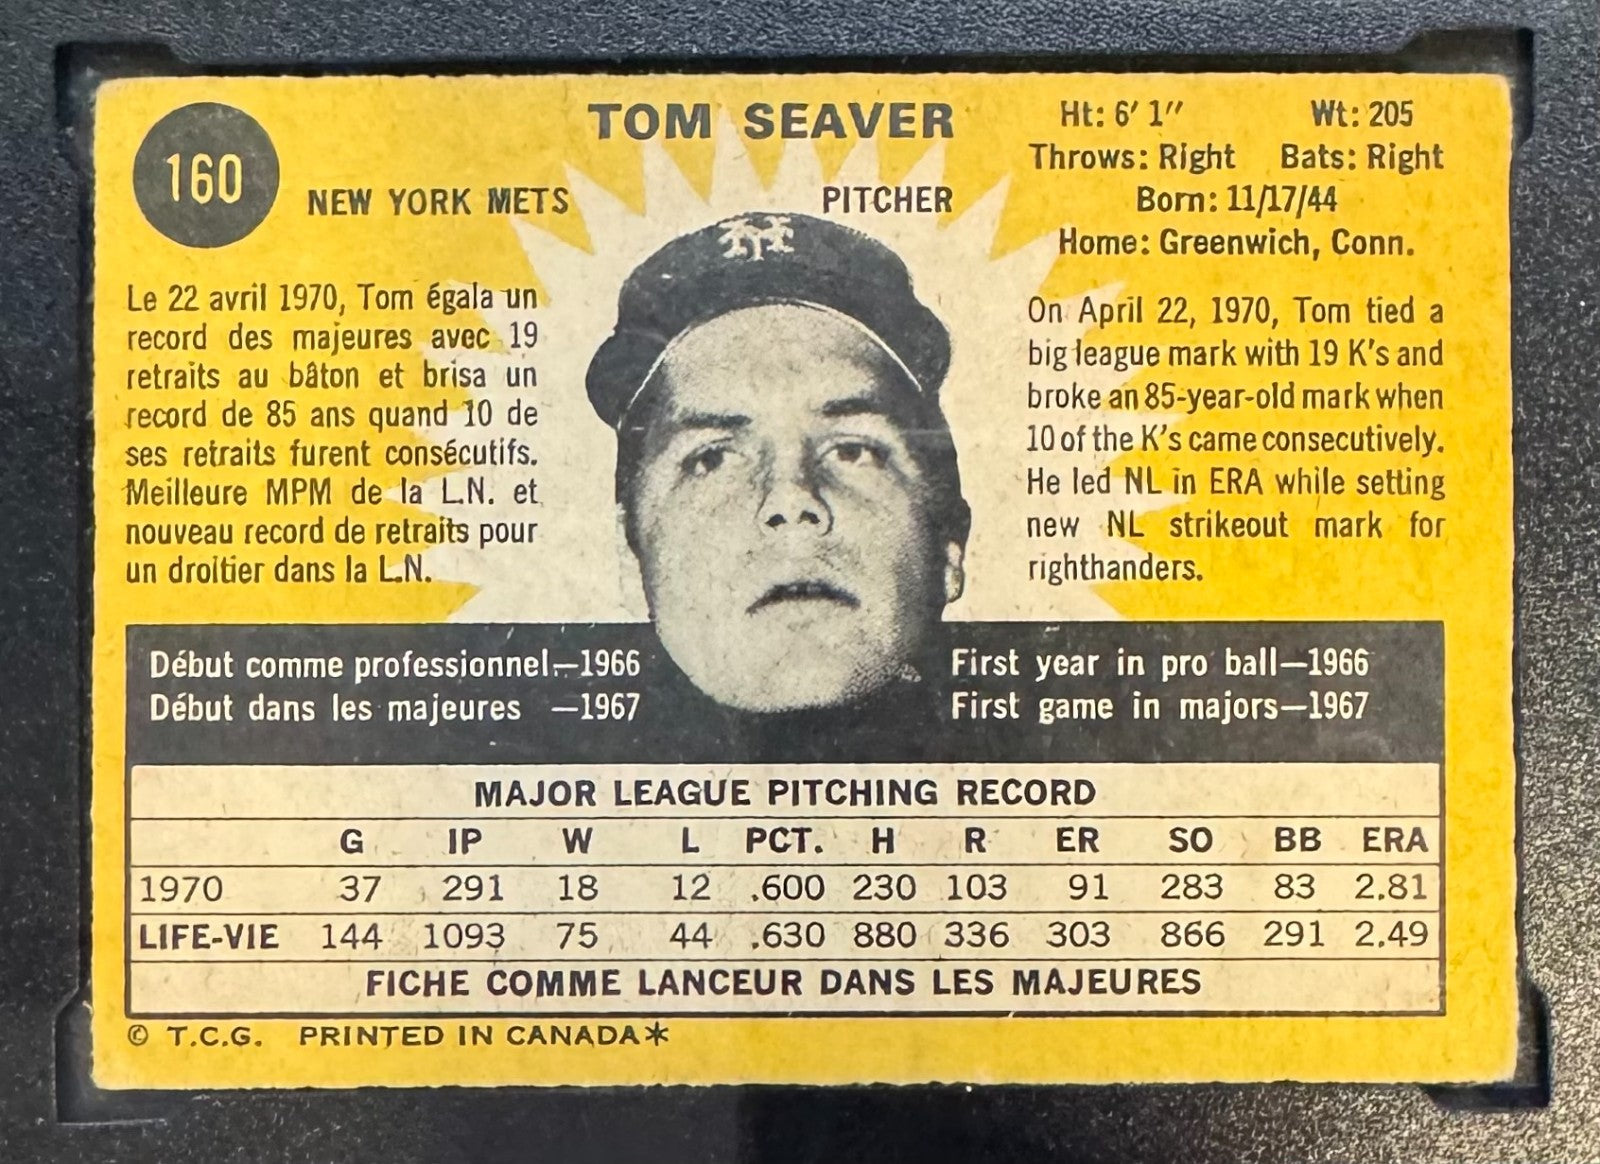 160
TOM SEAVER
NEW YORK METS PITCHER
Ht: 6' 1" Wt: 205
Throws: Right Bats: Right
Born: 11/17/44
Home: Greenwich, Conn.
Le 22 avril 1970, Tom égala un
record des majeures avec 19
retraits au bâton et brisa un
record de 85 ans quand 10 de
ses retraits furent consécutifs.
Meilleure MPM de la L.N. et
nouveau record de retraits pour
un droitier dans la L.N.
On April 22, 1970, Tom tied a
big league mark with 19 K's and
broke an 85-year-old mark when
10 of the K's came consecutively.
He led NL in ERA while setting
new NL strikeout mark for
righthanders.
Début comme professionnel—1966
Début dans les majeures —1967
First year in pro ball—1966
First game in majors—1967
MAJOR LEAGUE PITCHING RECORD
G IP W L PCT. H R ER SO BB ERA
1970 37 291 18 12 .600 230 103 91 283 83 2.81
LIFE-VIE 144 1093 75 44 .630 880 336 303 866 291 2.49
FICHE COMME LANCEUR DANS LES MAJEURES
© T.C.G. PRINTED IN CANADA*